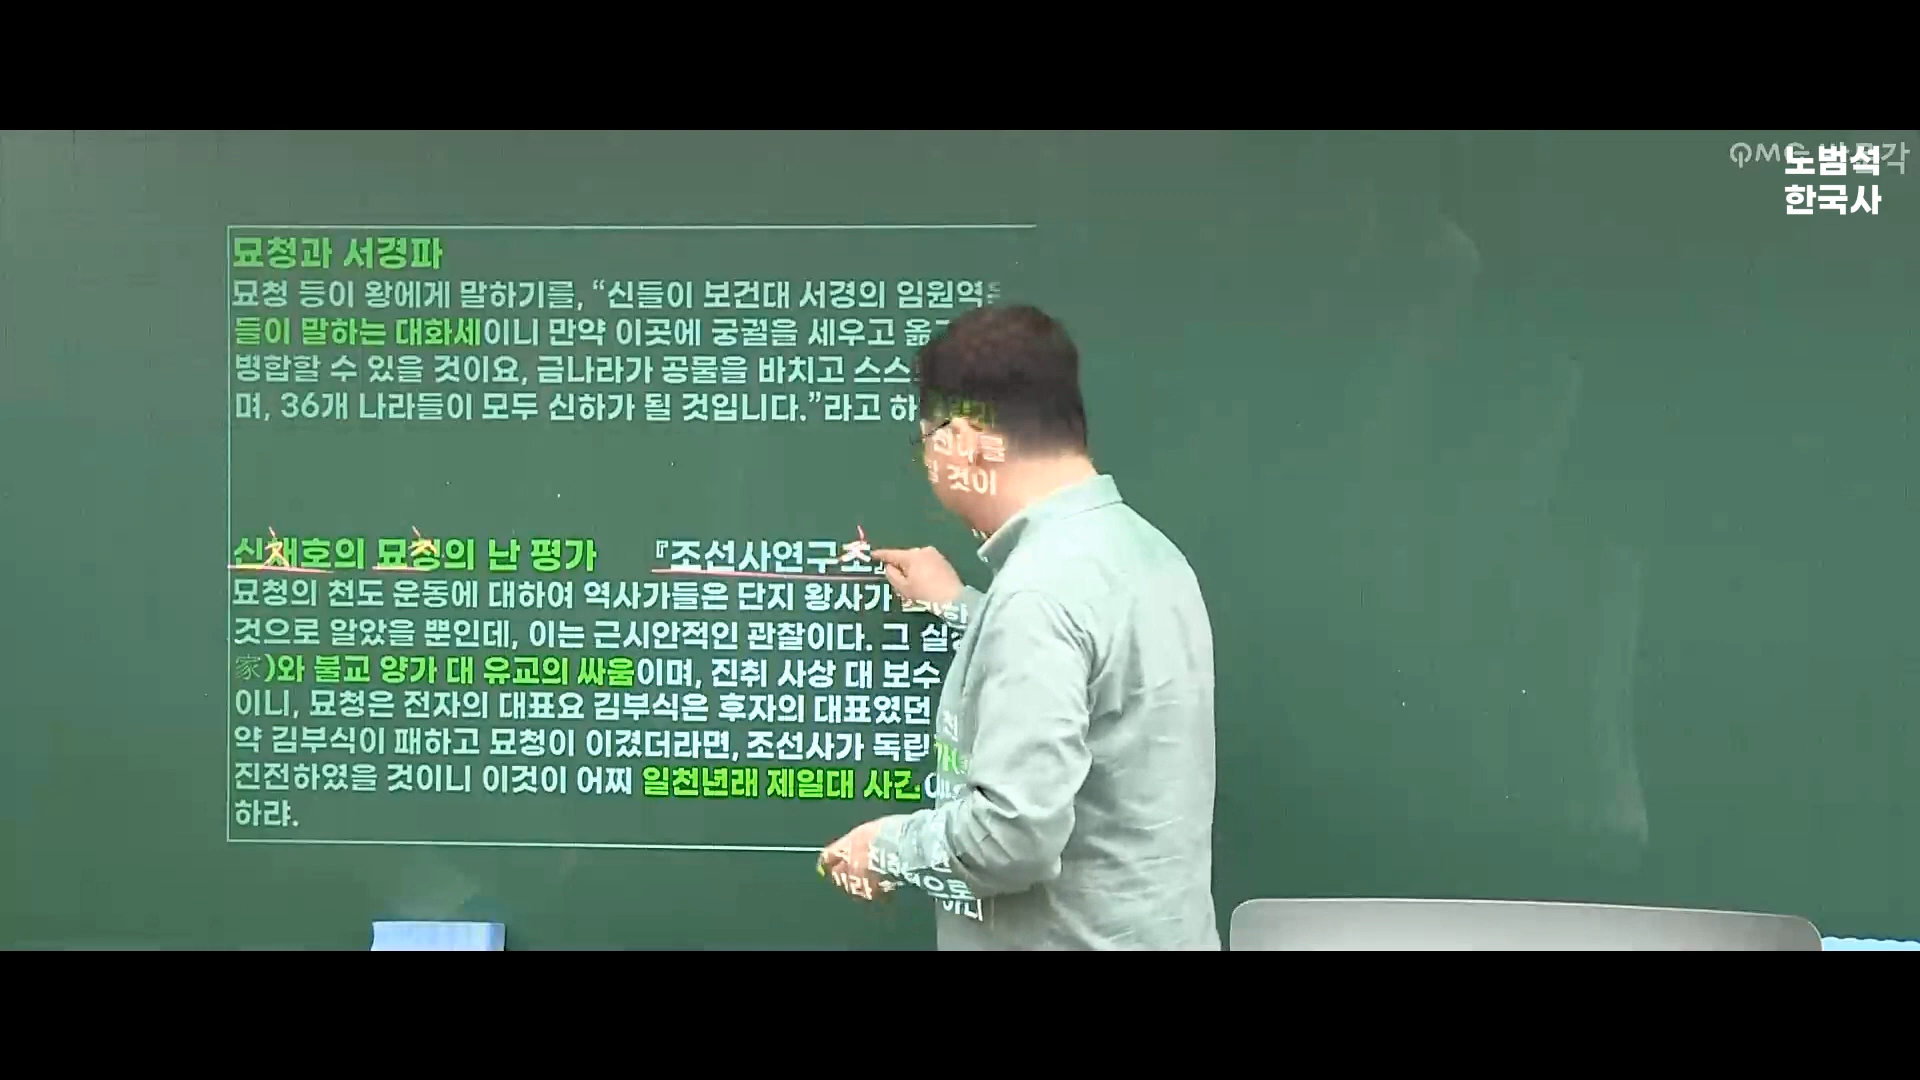 노범석
한국사
묘청과 서경파
묘청 등이 왕에게 말하기를, “신들이 보건대 서경의 임원역
들이 말하는 대화세이니 만약 이곳에 궁궐을 세우고
병합할 수 있을 것이요, 금나라가 공물을 바치고
며, 36개 나라들이 모두 신하가 될 것입니다.”라고 하
것이
신채호의 묘청의 난 평가 『조선사연구초』
묘청의 천도 운동에 대하여 역사가들은 단지 왕사가
것으로 알았을 뿐인데, 이는 근시안적인 관찰이다. 그
家)와 불교 양가 대 유교의 싸움이며, 진취 사상 대 보수
이니, 묘청은 전자의 대표요 김부식은 후자의 대표였던
약 김부식이 패하고 묘청이 이겼더라면, 조선사가 독립
진전하였을 것이니 이것이 어찌 일천년래 제일대 사건
하랴.